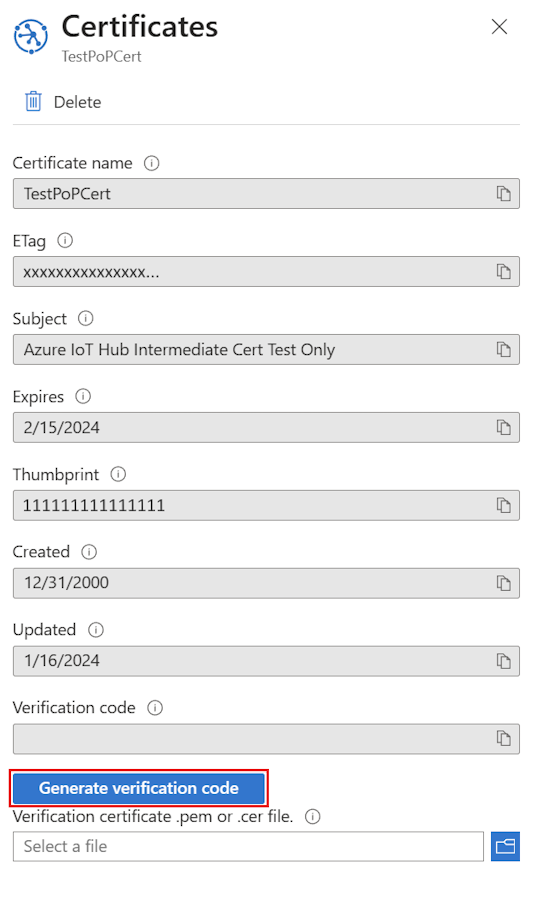 Certificates
TestPoPCert
Delete
Certificate name
TestPoPCert
ETag
xxxxxxxxxxxxxxx...
Subject
Azure IoT Hub Intermediate Cert Test Only
Expires
2/15/2024
Thumbprint
111111111111111
Created
12/31/2000
Updated
1/16/2024
Verification code
Generate verification code
Verification certificate .pem or .cer file.
Select a file